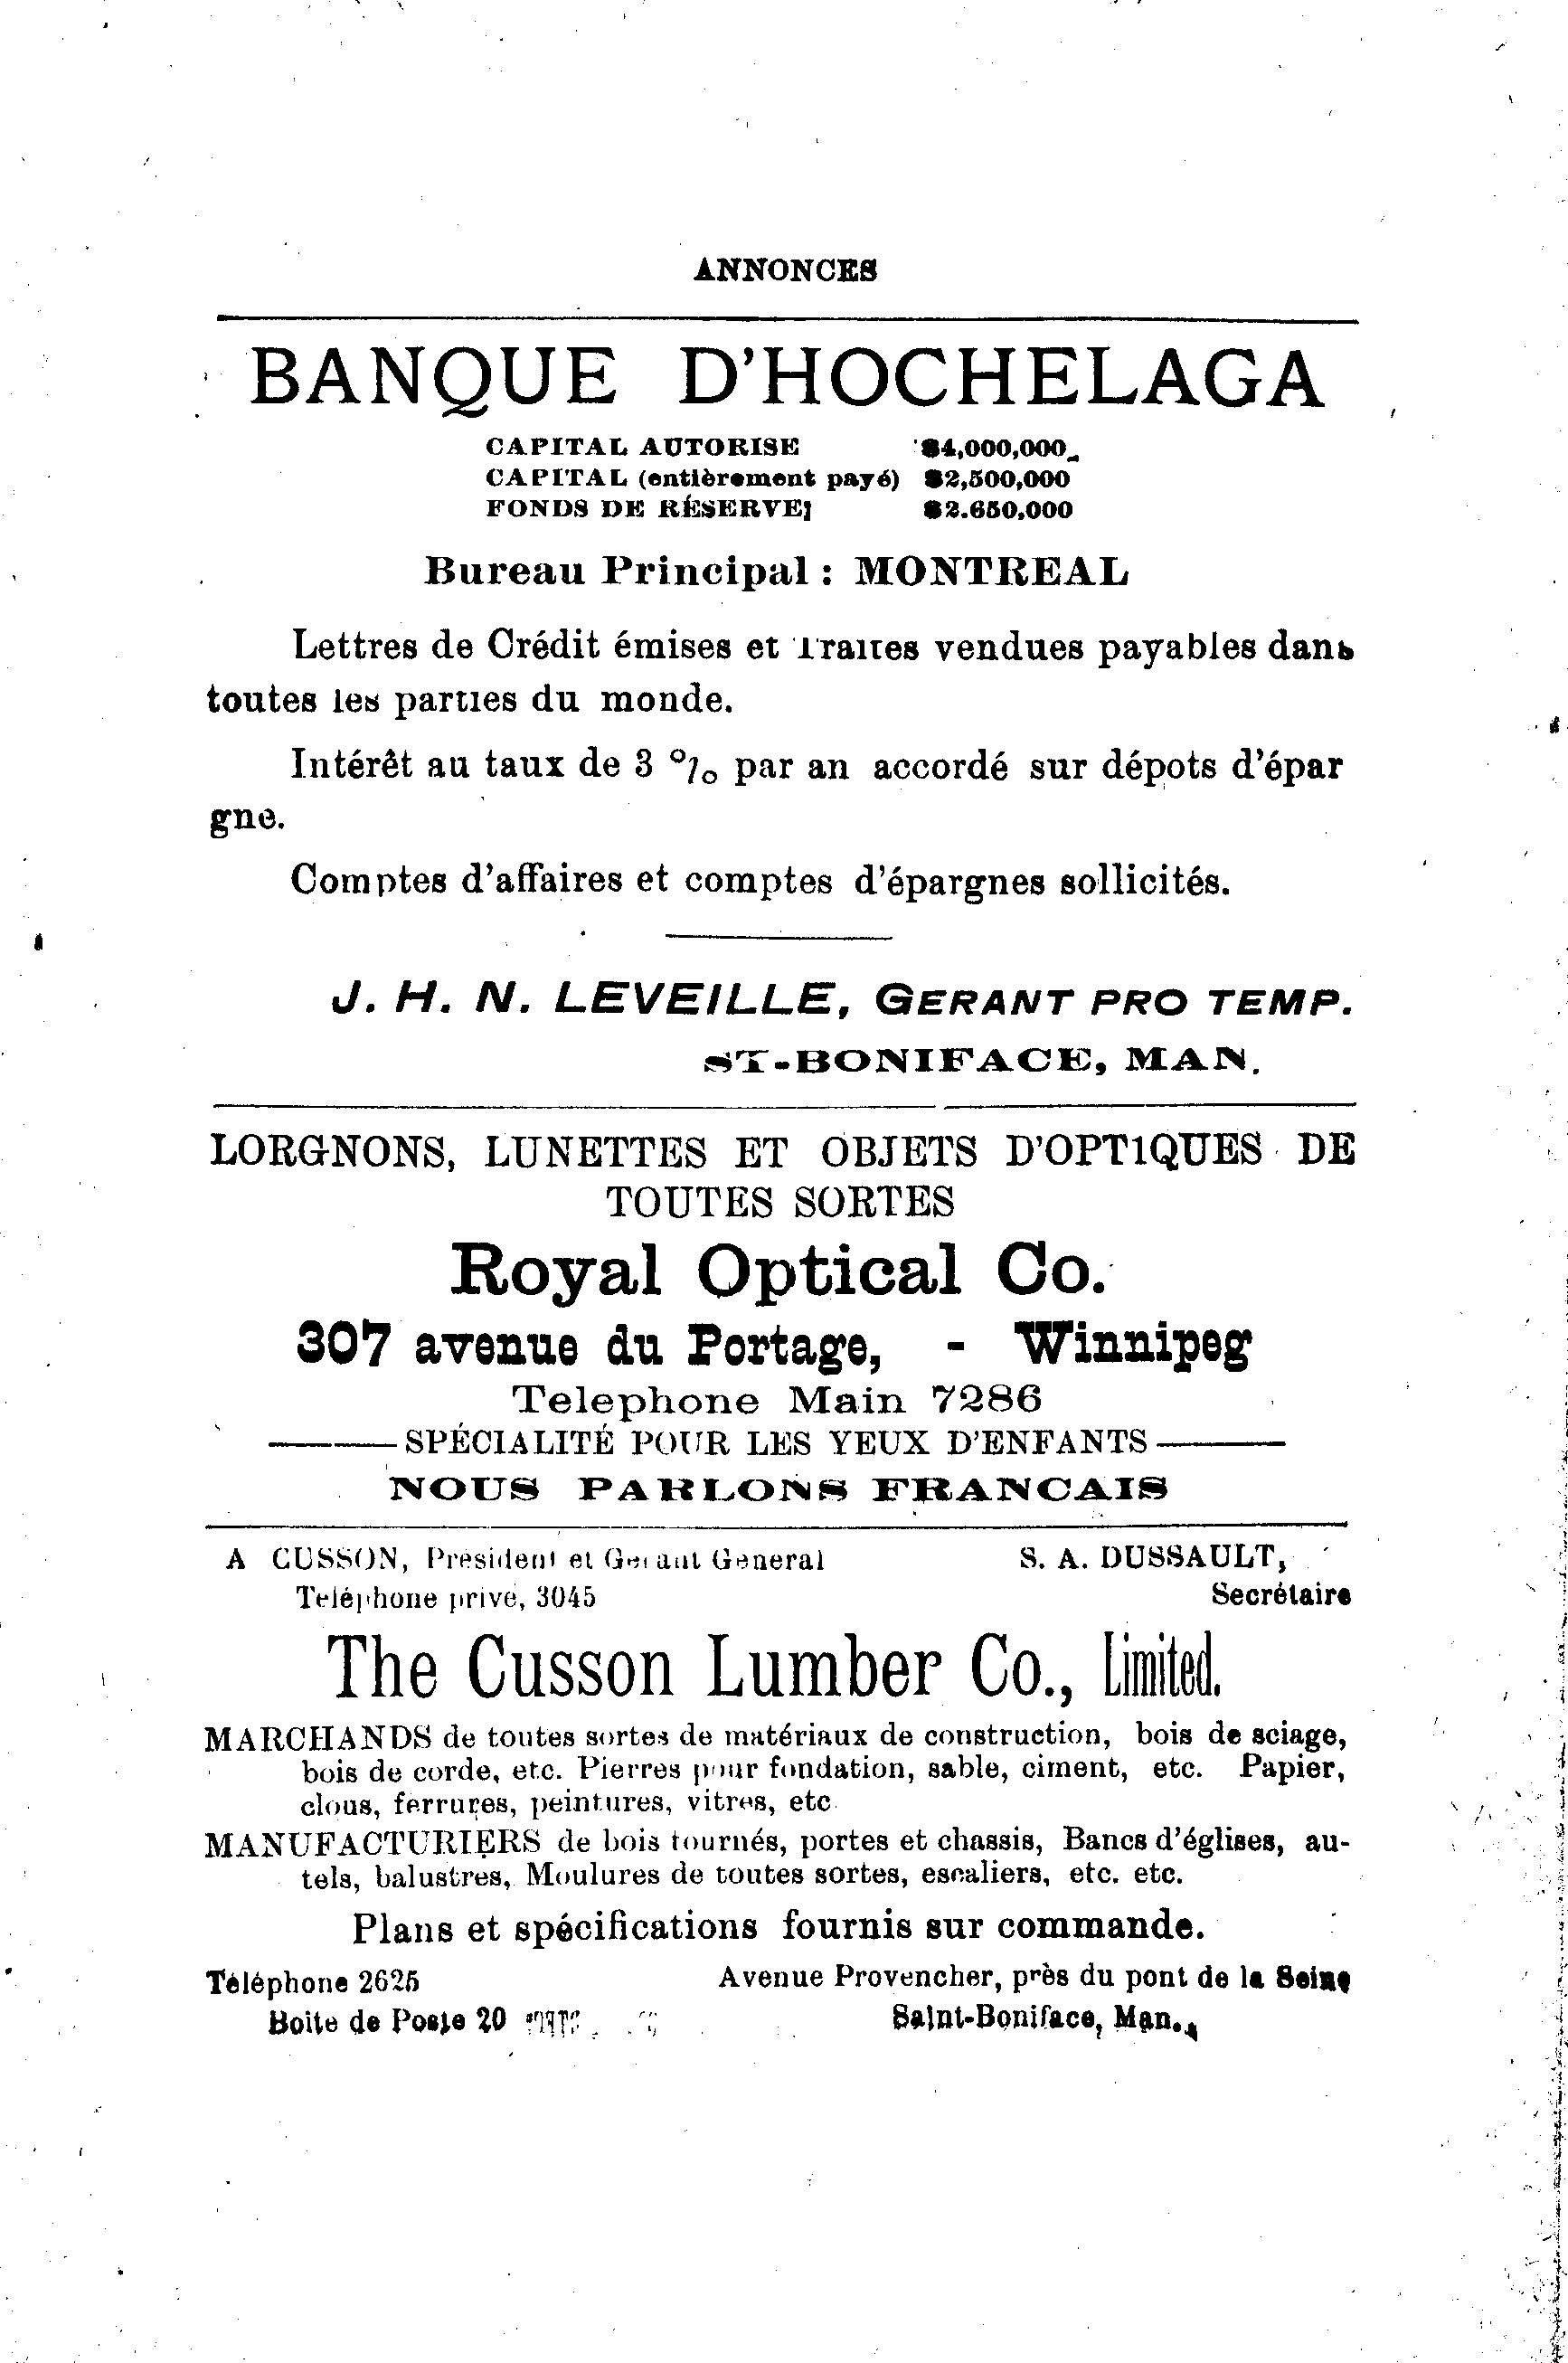 ANNONCES
BANQUE D'HOCHELAGA
CAPITAL AUTORISE $4,000,000
CAPITAL (entièrement payé) $2,500,000
FONDS DE RÉSERVE] $2.650,000
Bureau Principal : MONTREAL
Lettres de Crédit émises et Traites vendues payables dans
toutes les parties du monde.
Intérêt au taux de 3 % par an accordé sur dépots d'épar
gne.
Comptes d'affaires et comptes d'épargnes sollicités.
J. H. N. LEVEILLE, GERANT PRO TEMP.
ST-BONIFACE, MAN.
LORGNONS, LUNETTES ET OBJETS D'OPT1QUES DE
TOUTES SORTES
Royal Optical Co.
307 avenue du Portage, - Winnipeg
Telephone Main 7286
SPÉCIALITÉ POUR LES YEUX D'ENFANTS
NOUS PARLONS FRANCAIS
A CUSSON, Président et Gerant General S. A. DUSSAULT,
Teléphone privé, 3045 Secrétaire
The Cusson Lumber Co., Limited.
MARCHANDS de toutes sortes de matériaux de construction, bois de sciage,
bois de corde, etc. Pierres pour fondation, sable, ciment, etc. Papier,
clous, ferrures, peintures, vitres, etc.
MANUFACTURIERS de bois tournés, portes et chassis, Bancs d'églises, au-
tels, balustres, Moulures de toutes sortes, escaliers, etc. etc.
Plans et spécifications fournis sur commande.
Téléphone 2625 Avenue Provencher, près du pont de la Seine
Boite de Poste 20 Saint-Boniface, Man.